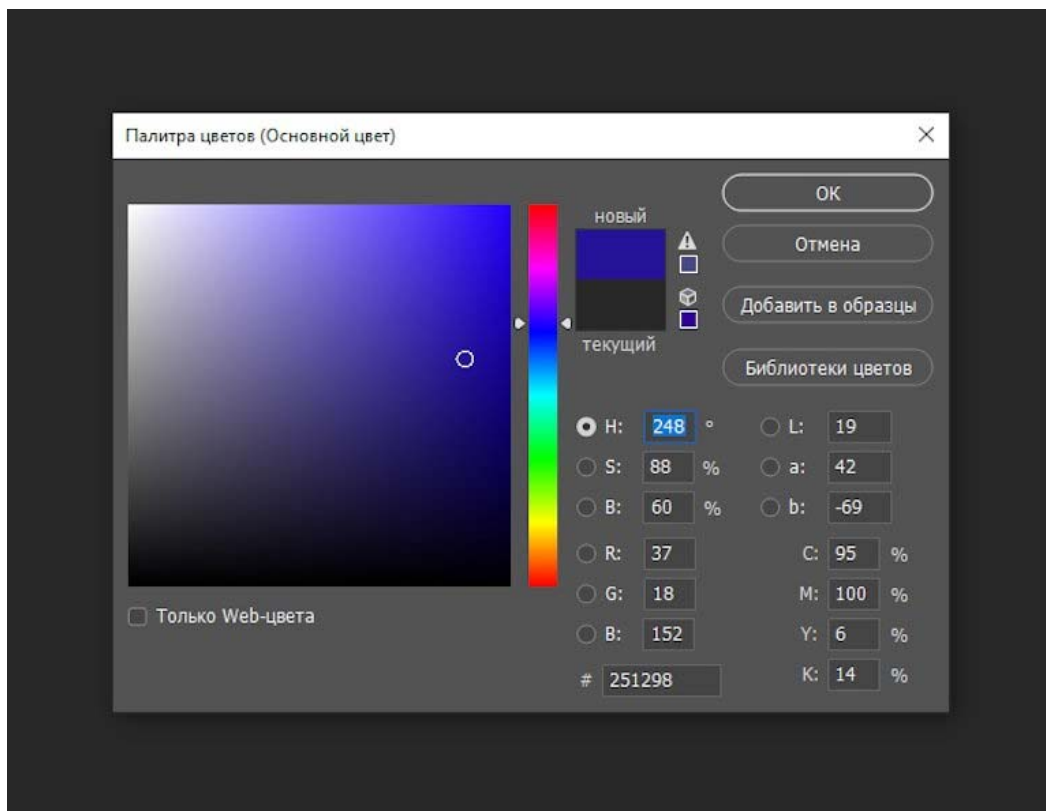 Палитра цветов (Основной цвет)
новый
текущий
OK
Отмена
Добавить в образцы
Библиотеки цветов
H: 248 ° L: 19
S: 88 % a: 42
B: 60 % b: -69
R: 37 C: 95 %
G: 18 M: 100 %
B: 152 Y: 6 %
# 251298 K: 14 %
Только Web-цвета